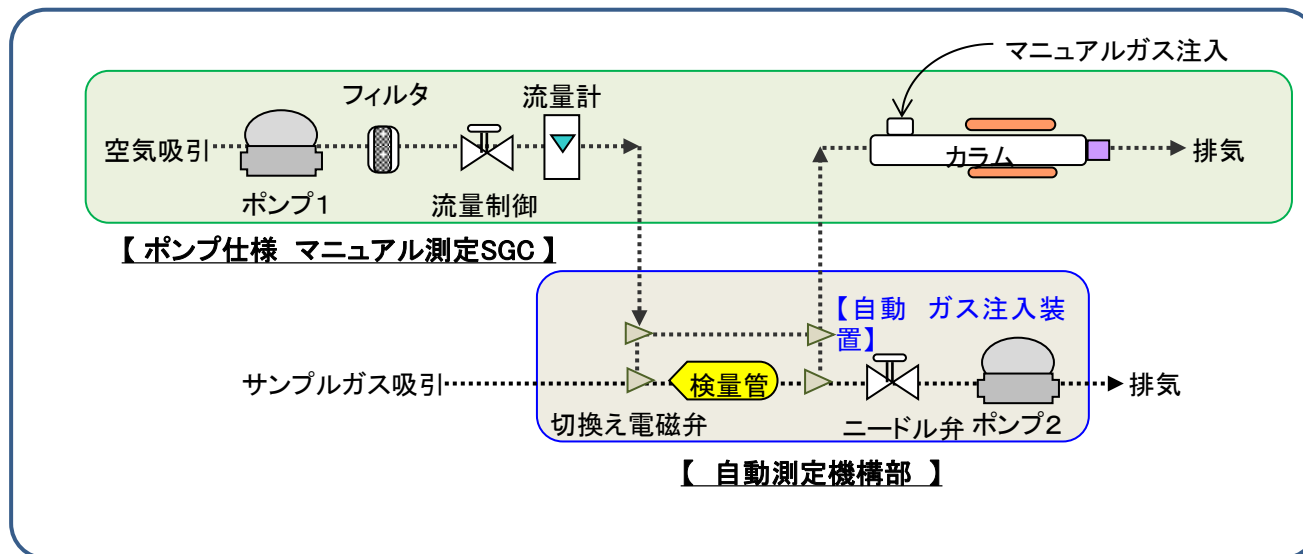 マニュアルガス注入
フィルタ
流量計
空気吸引
カラム
排気
ポンプ１
流量制御
【 ポンプ仕様　マニュアル測定SGC 】
【自動　ガス注入装
置】
サンプルガス吸引
検量管
排気
切換え電磁弁
ニードル弁
ポンプ２
【　自動測定機構部　】